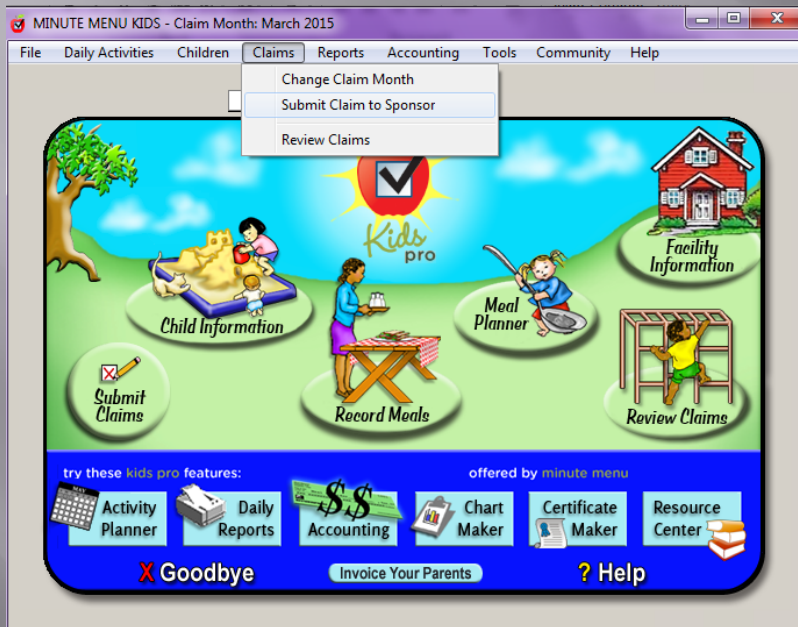 MINUTE MENU KIDS - Claim Month: March 2015
File Daily Activities Children Claims Reports Accounting Tools Community Help
Change Claim Month
Submit Claim to Sponsor
Review Claims
Kids
pro
Facility
Information
Child Information
Meal
Planner
Submit
Claims
Record Meals
Review Claims
try these kids pro features: offered by minute menu
MAY
Activity
Planner
Daily
Reports
$$
Accounting
Chart
Maker
Certificate
Maker
Resource
Center
X Goodbye
Invoice Your Parents
? Help